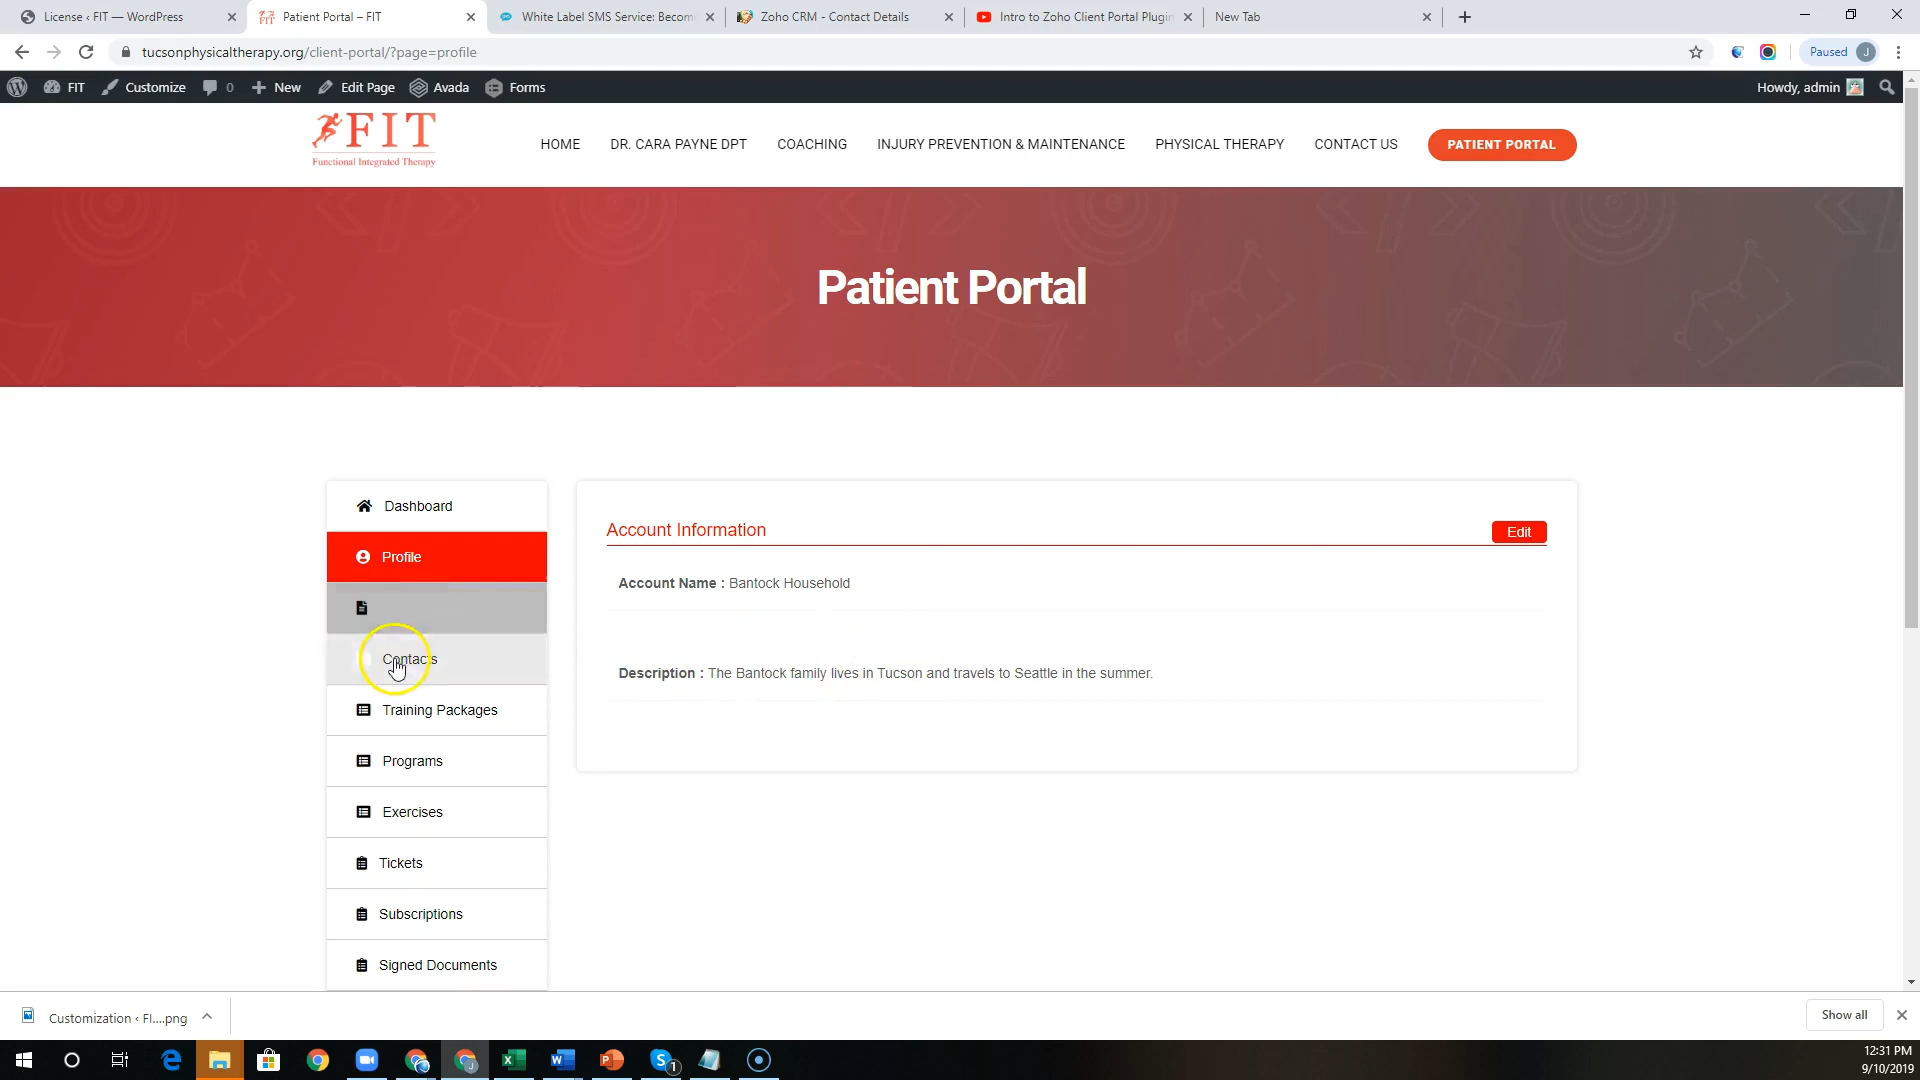 License ‹ FIT — WordPress
Patient Portal – FIT
White Label SMS Service: Becom
Zoho CRM - Contact Details
Intro to Zoho Client Portal Plugin
New Tab
tucsonphysicaltherapy.org/client-portal/?page=profile
Paused
J
FIT
Customize
0
New
Edit Page
Avada
Forms
Howdy, admin
FIT
Functional Integrated Therapy
HOME
DR. CARA PAYNE DPT
COACHING
INJURY PREVENTION & MAINTENANCE
PHYSICAL THERAPY
CONTACT US
PATIENT PORTAL
Patient Portal
Dashboard
Profile
Contacts
Training Packages
Programs
Exercises
Tickets
Subscriptions
Signed Documents
Account Information
Edit
Account Name : Bantock Household
Description : The Bantock family lives in Tucson and travels to Seattle in the summer.
Customization ‹ FI....png
Show all
12:31 PM
9/10/2019